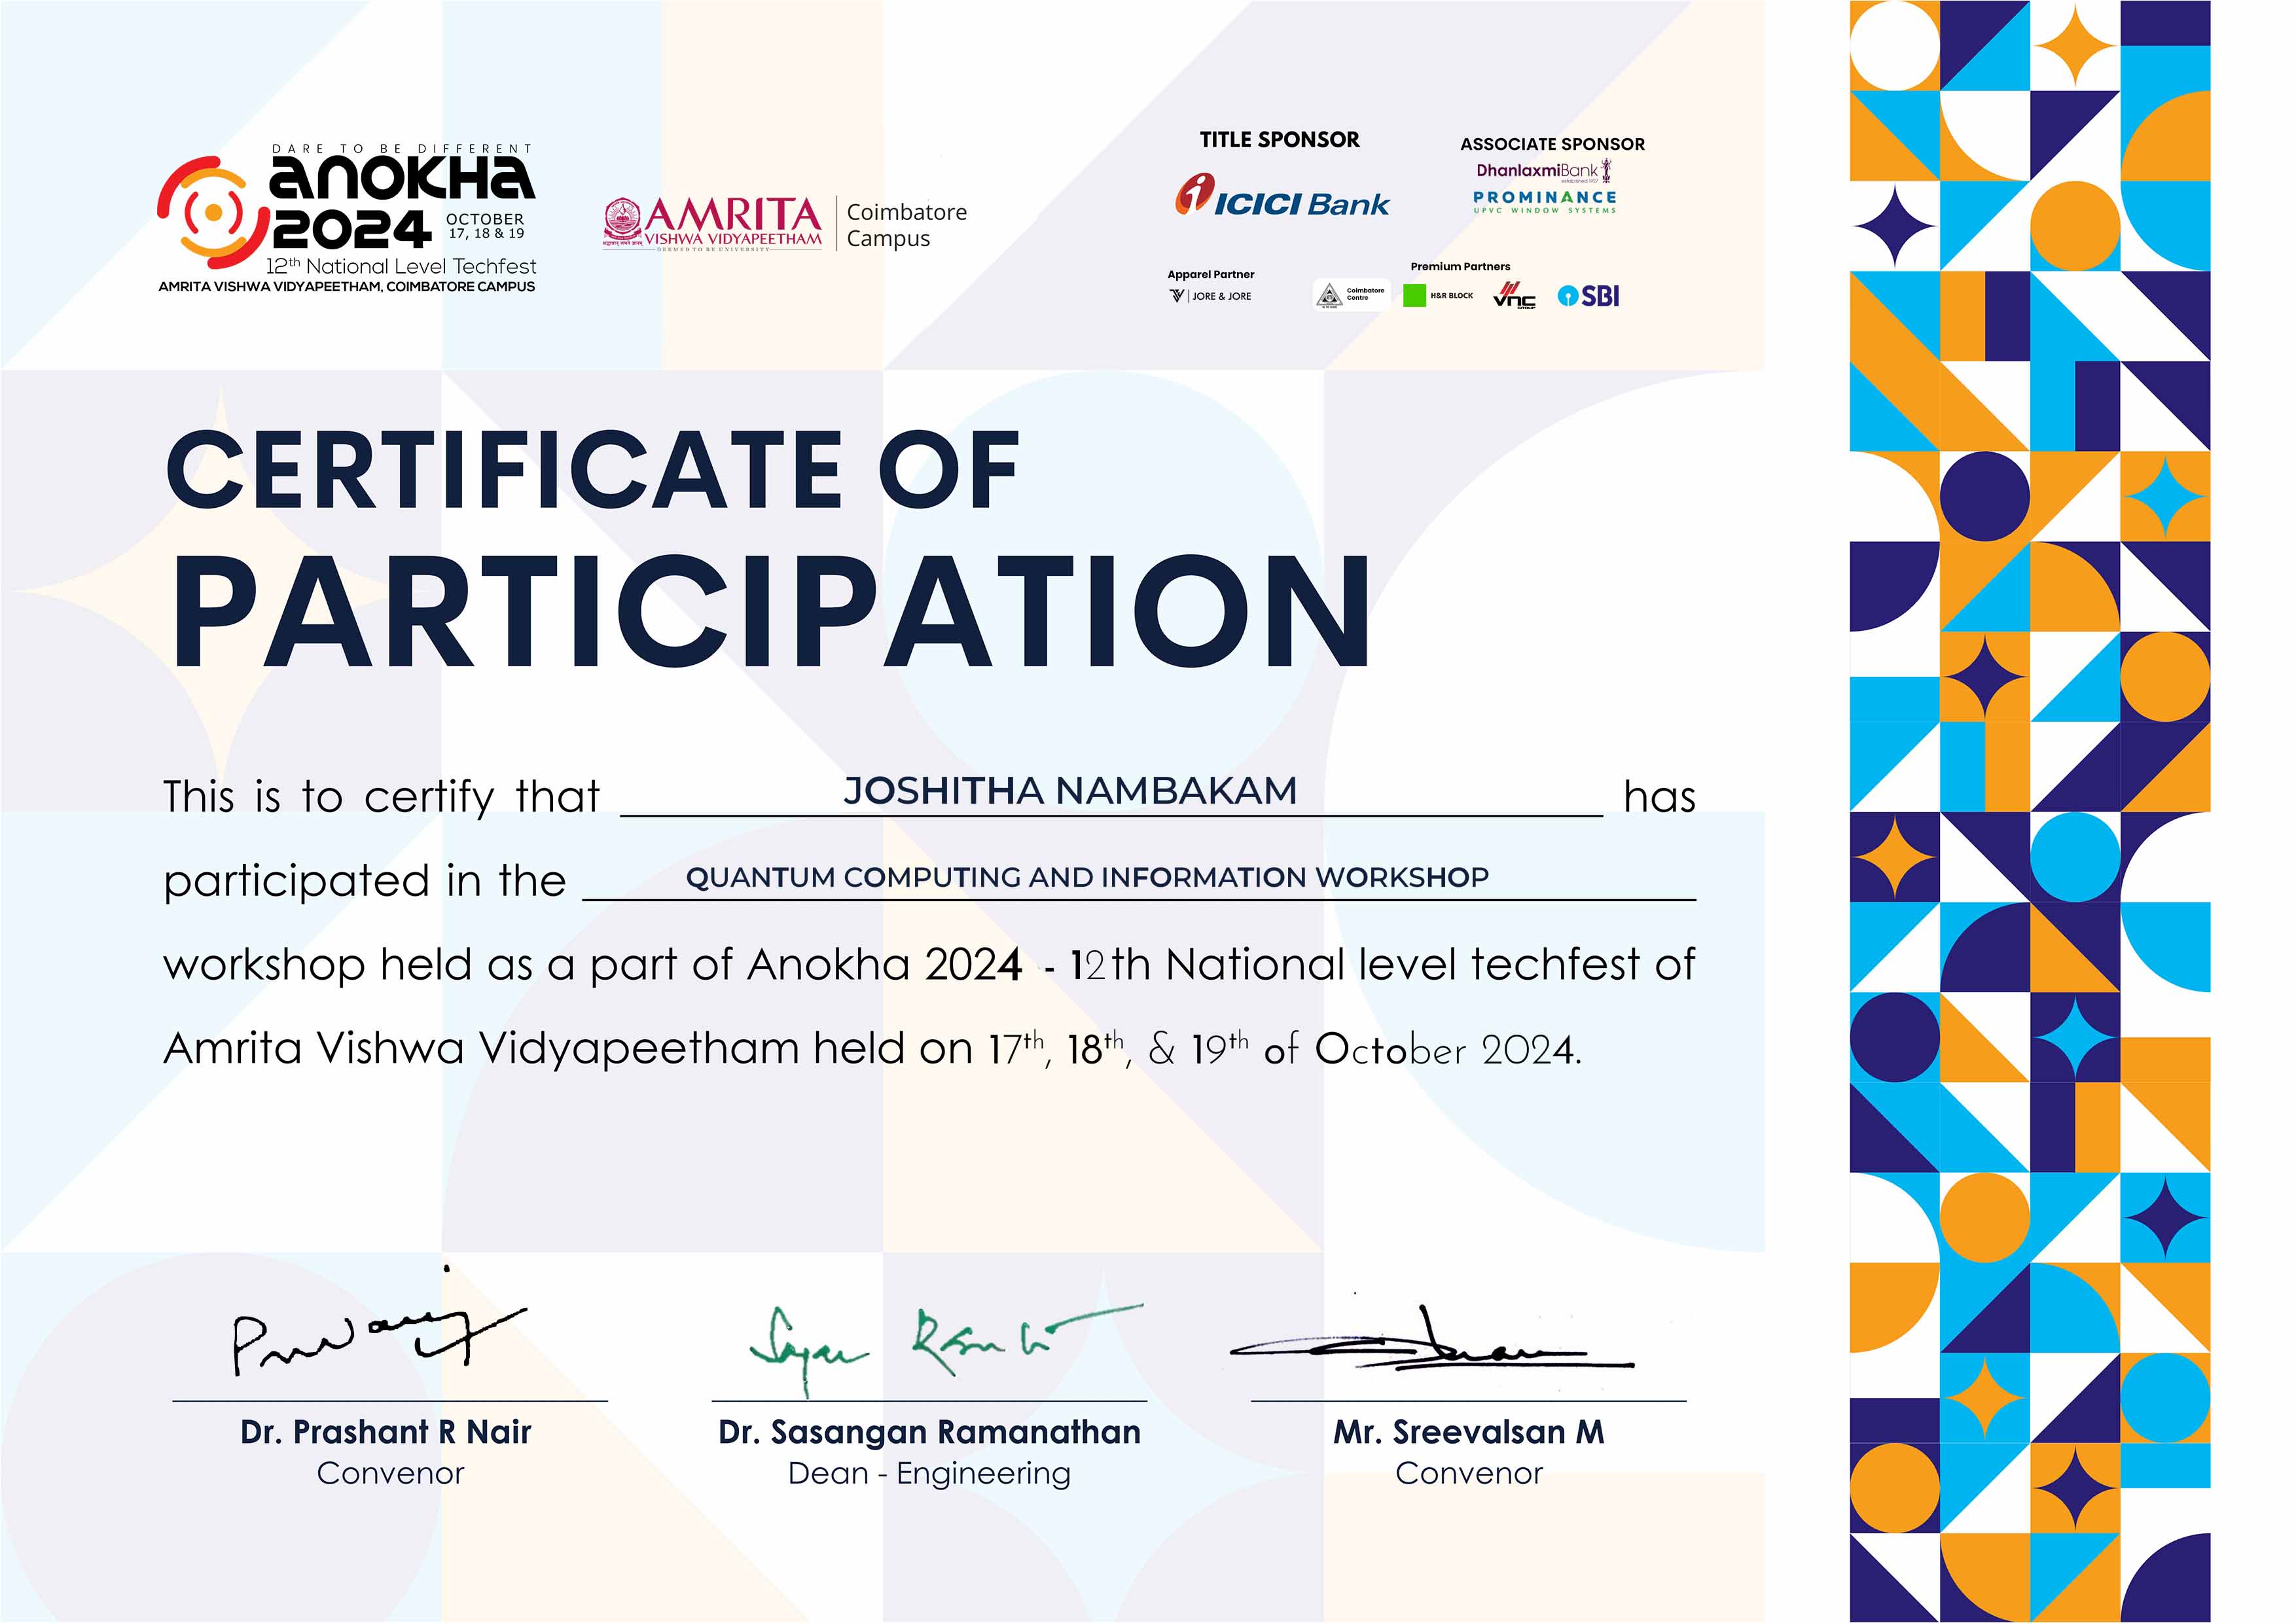 DARE TO BE DIFFERENT
ANOKHA
2024 OCTOBER
17, 18 & 19
12th National Level Techfest
AMRITA VISHWA VIDYAPEETHAM, COIMBATORE CAMPUS
AMRITA
VISHWA VIDYAPEETHAM
DEEMED TO BE UNIVERSITY
Coimbatore
Campus
TITLE SPONSOR
ICICI Bank
ASSOCIATE SPONSOR
DhanlaxmiBank
PROMINANCE
UPVC WINDOW SYSTEMS
Apparel Partner
JORE & JORE
Premium Partners
Coimbatore
Centre
H&R BLOCK
vnc
SBI
CERTIFICATE OF
PARTICIPATION
This is to certify that JOSHITHA NAMBAKAM has
participated in the QUANTUM COMPUTING AND INFORMATION WORKSHOP
workshop held as a part of Anokha 2024 - 12th National level techfest of
Amrita Vishwa Vidyapeetham held on 17th, 18th, & 19th of October 2024.
Dr. Prashant R Nair
Convenor
Dr. Sasangan Ramanathan
Dean - Engineering
Mr. Sreevalsan M
Convenor